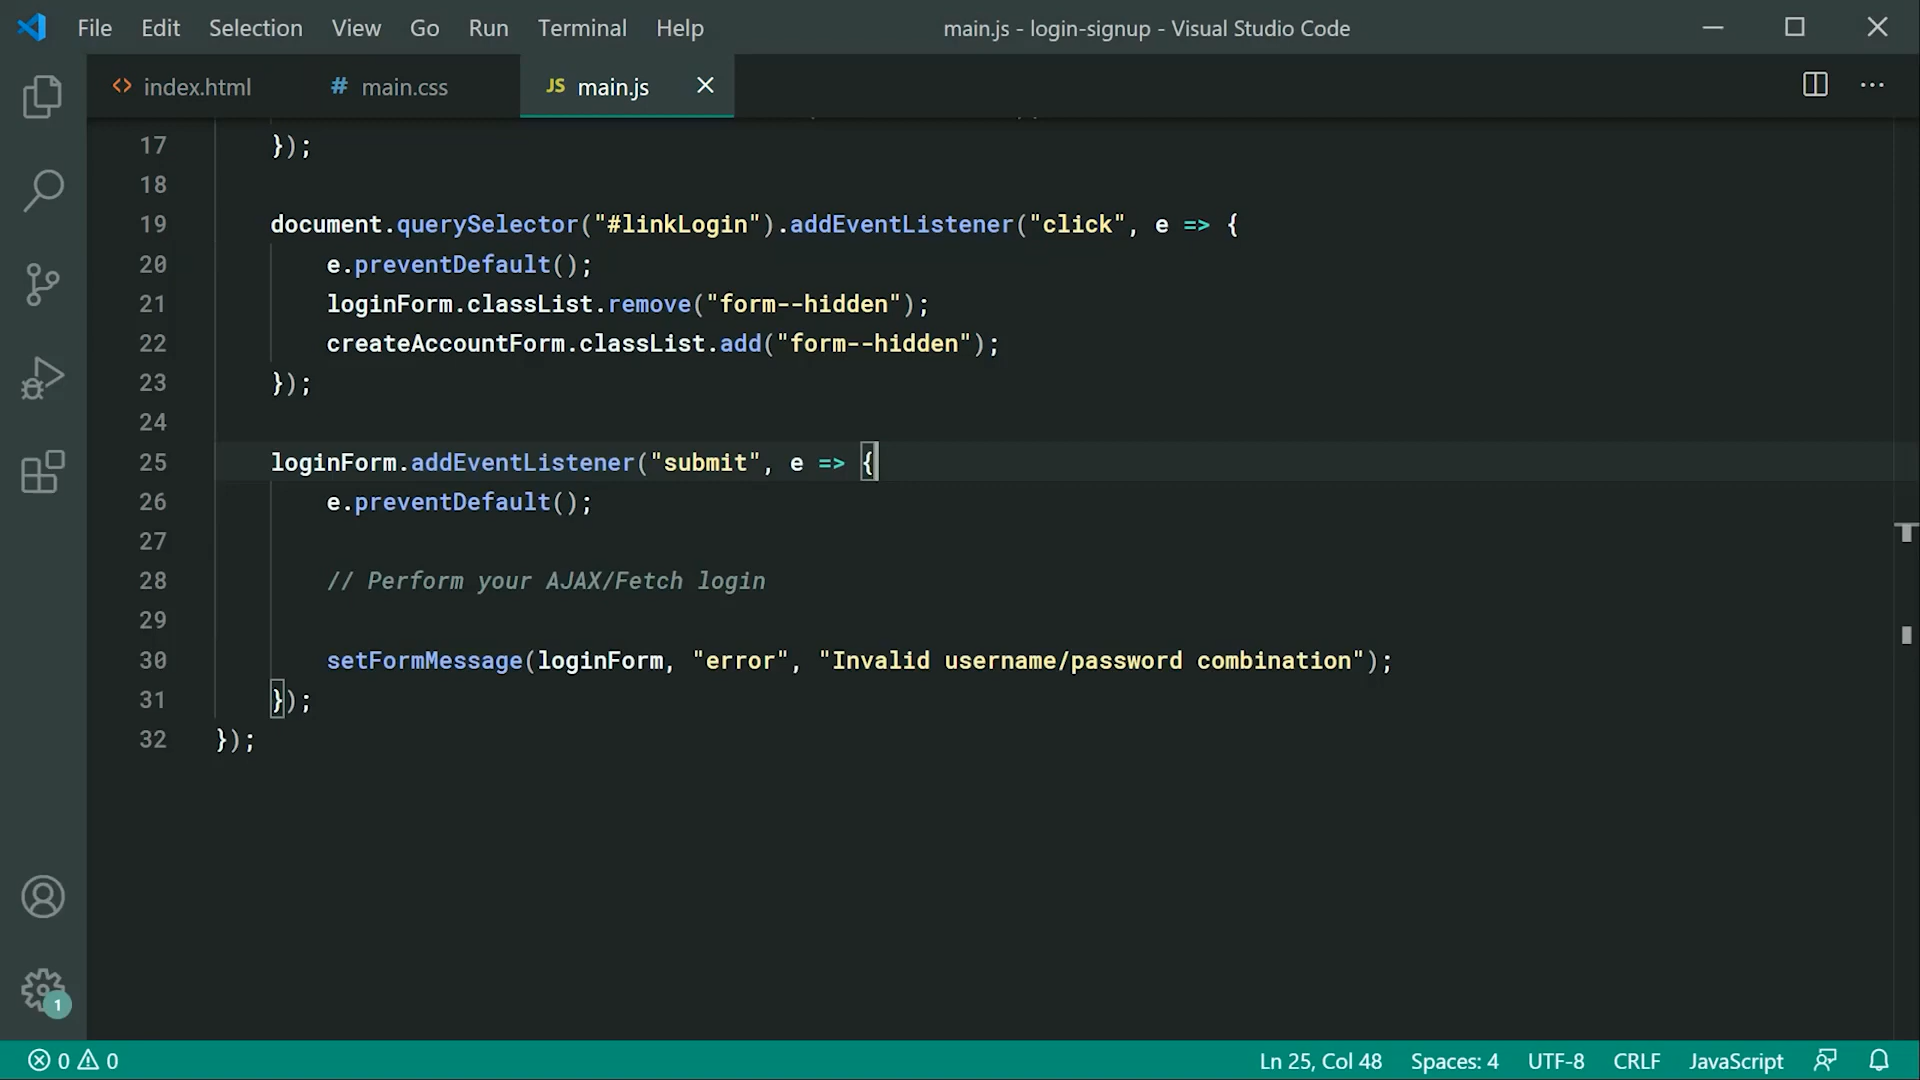 File Edit Selection View Go Run Terminal Help main.js - login-signup - Visual Studio Code
<> index.html # main.css JS main.js
17 });
18
19 document.querySelector("#linkLogin").addEventListener("click", e => {
20 e.preventDefault();
21 loginForm.classList.remove("form--hidden");
22 createAccountForm.classList.add("form--hidden");
23 });
24
25 loginForm.addEventListener("submit", e => {
26 e.preventDefault();
27
28 // Perform your AJAX/Fetch login
29
30 setFormMessage(loginForm, "error", "Invalid username/password combination");
31 });
32 });
1
0 0 Ln 25, Col 48 Spaces: 4 UTF-8 CRLF JavaScript